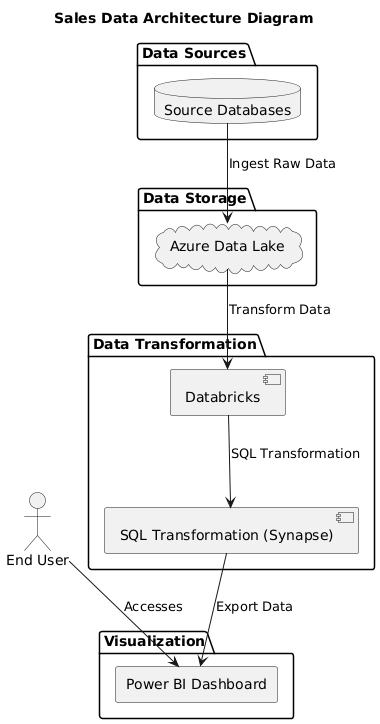 Sales Data Architecture Diagram
Data Sources
Source Databases
Ingest Raw Data
Data Storage
Azure Data Lake
Transform Data
Data Transformation
Databricks
SQL Transformation
SQL Transformation (Synapse)
End User
Accesses
Export Data
Visualization
Power BI Dashboard